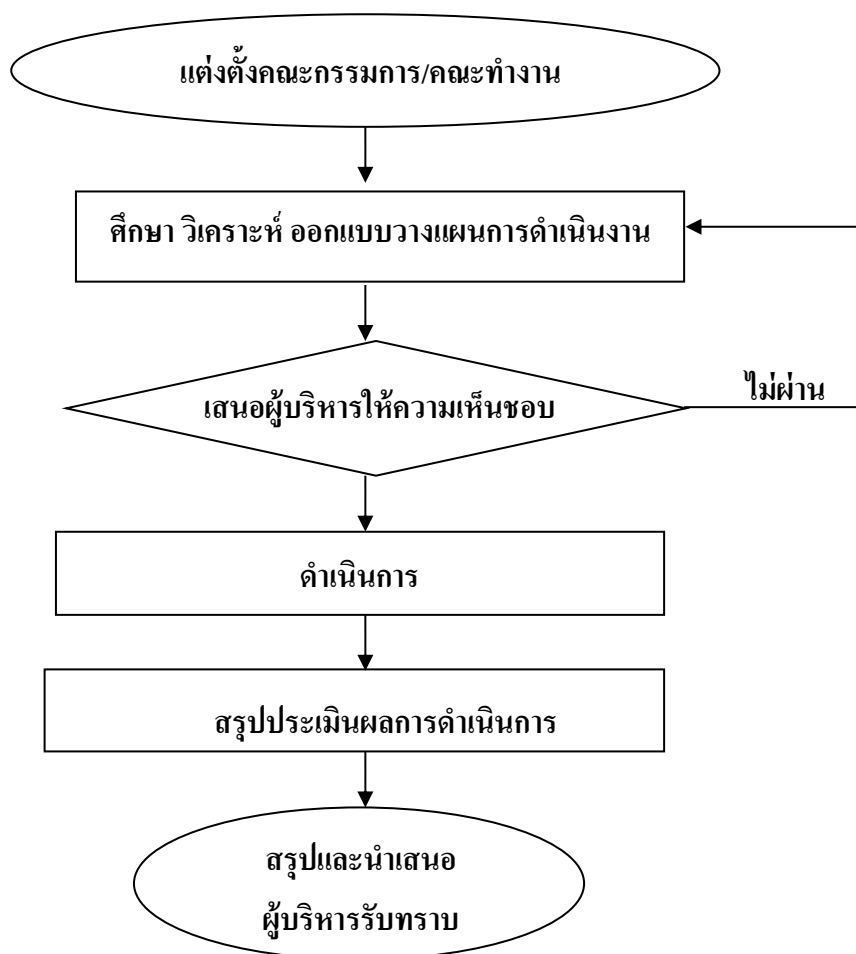 แต่งตั้งคณะกรรมการ/คณะทำงาน
ศึกษา วิเคราะห์ ออกแบบวางแผนการดำเนินงาน
เสนอผู้บริหารให้ความเห็นชอบ
ไม่ผ่าน
ดำเนินการ
สรุปประเมินผลการดำเนินการ
สรุปและนำเสนอ
ผู้บริหารรับทราบ